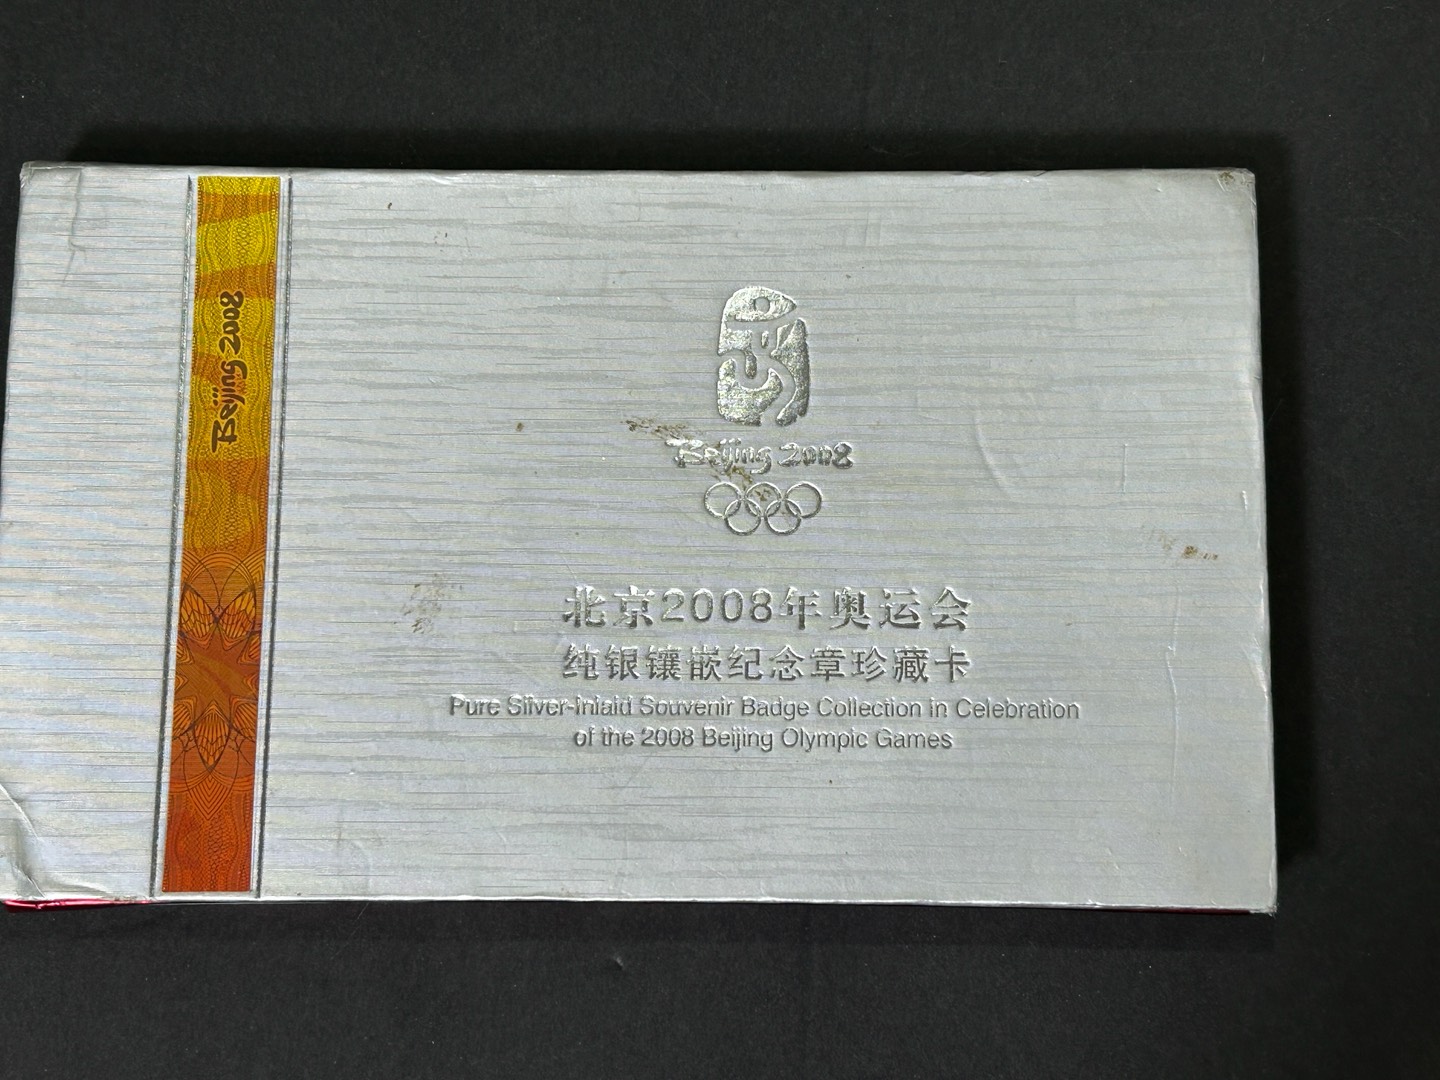 Beijing 2008
Beijing 2008
北京2008年奥运会
纯银镶嵌纪念章珍藏卡
Pure Silver-Inlaid Souvenir Badge Collection in Celebration
of the 2008 Beijing Olympic Games